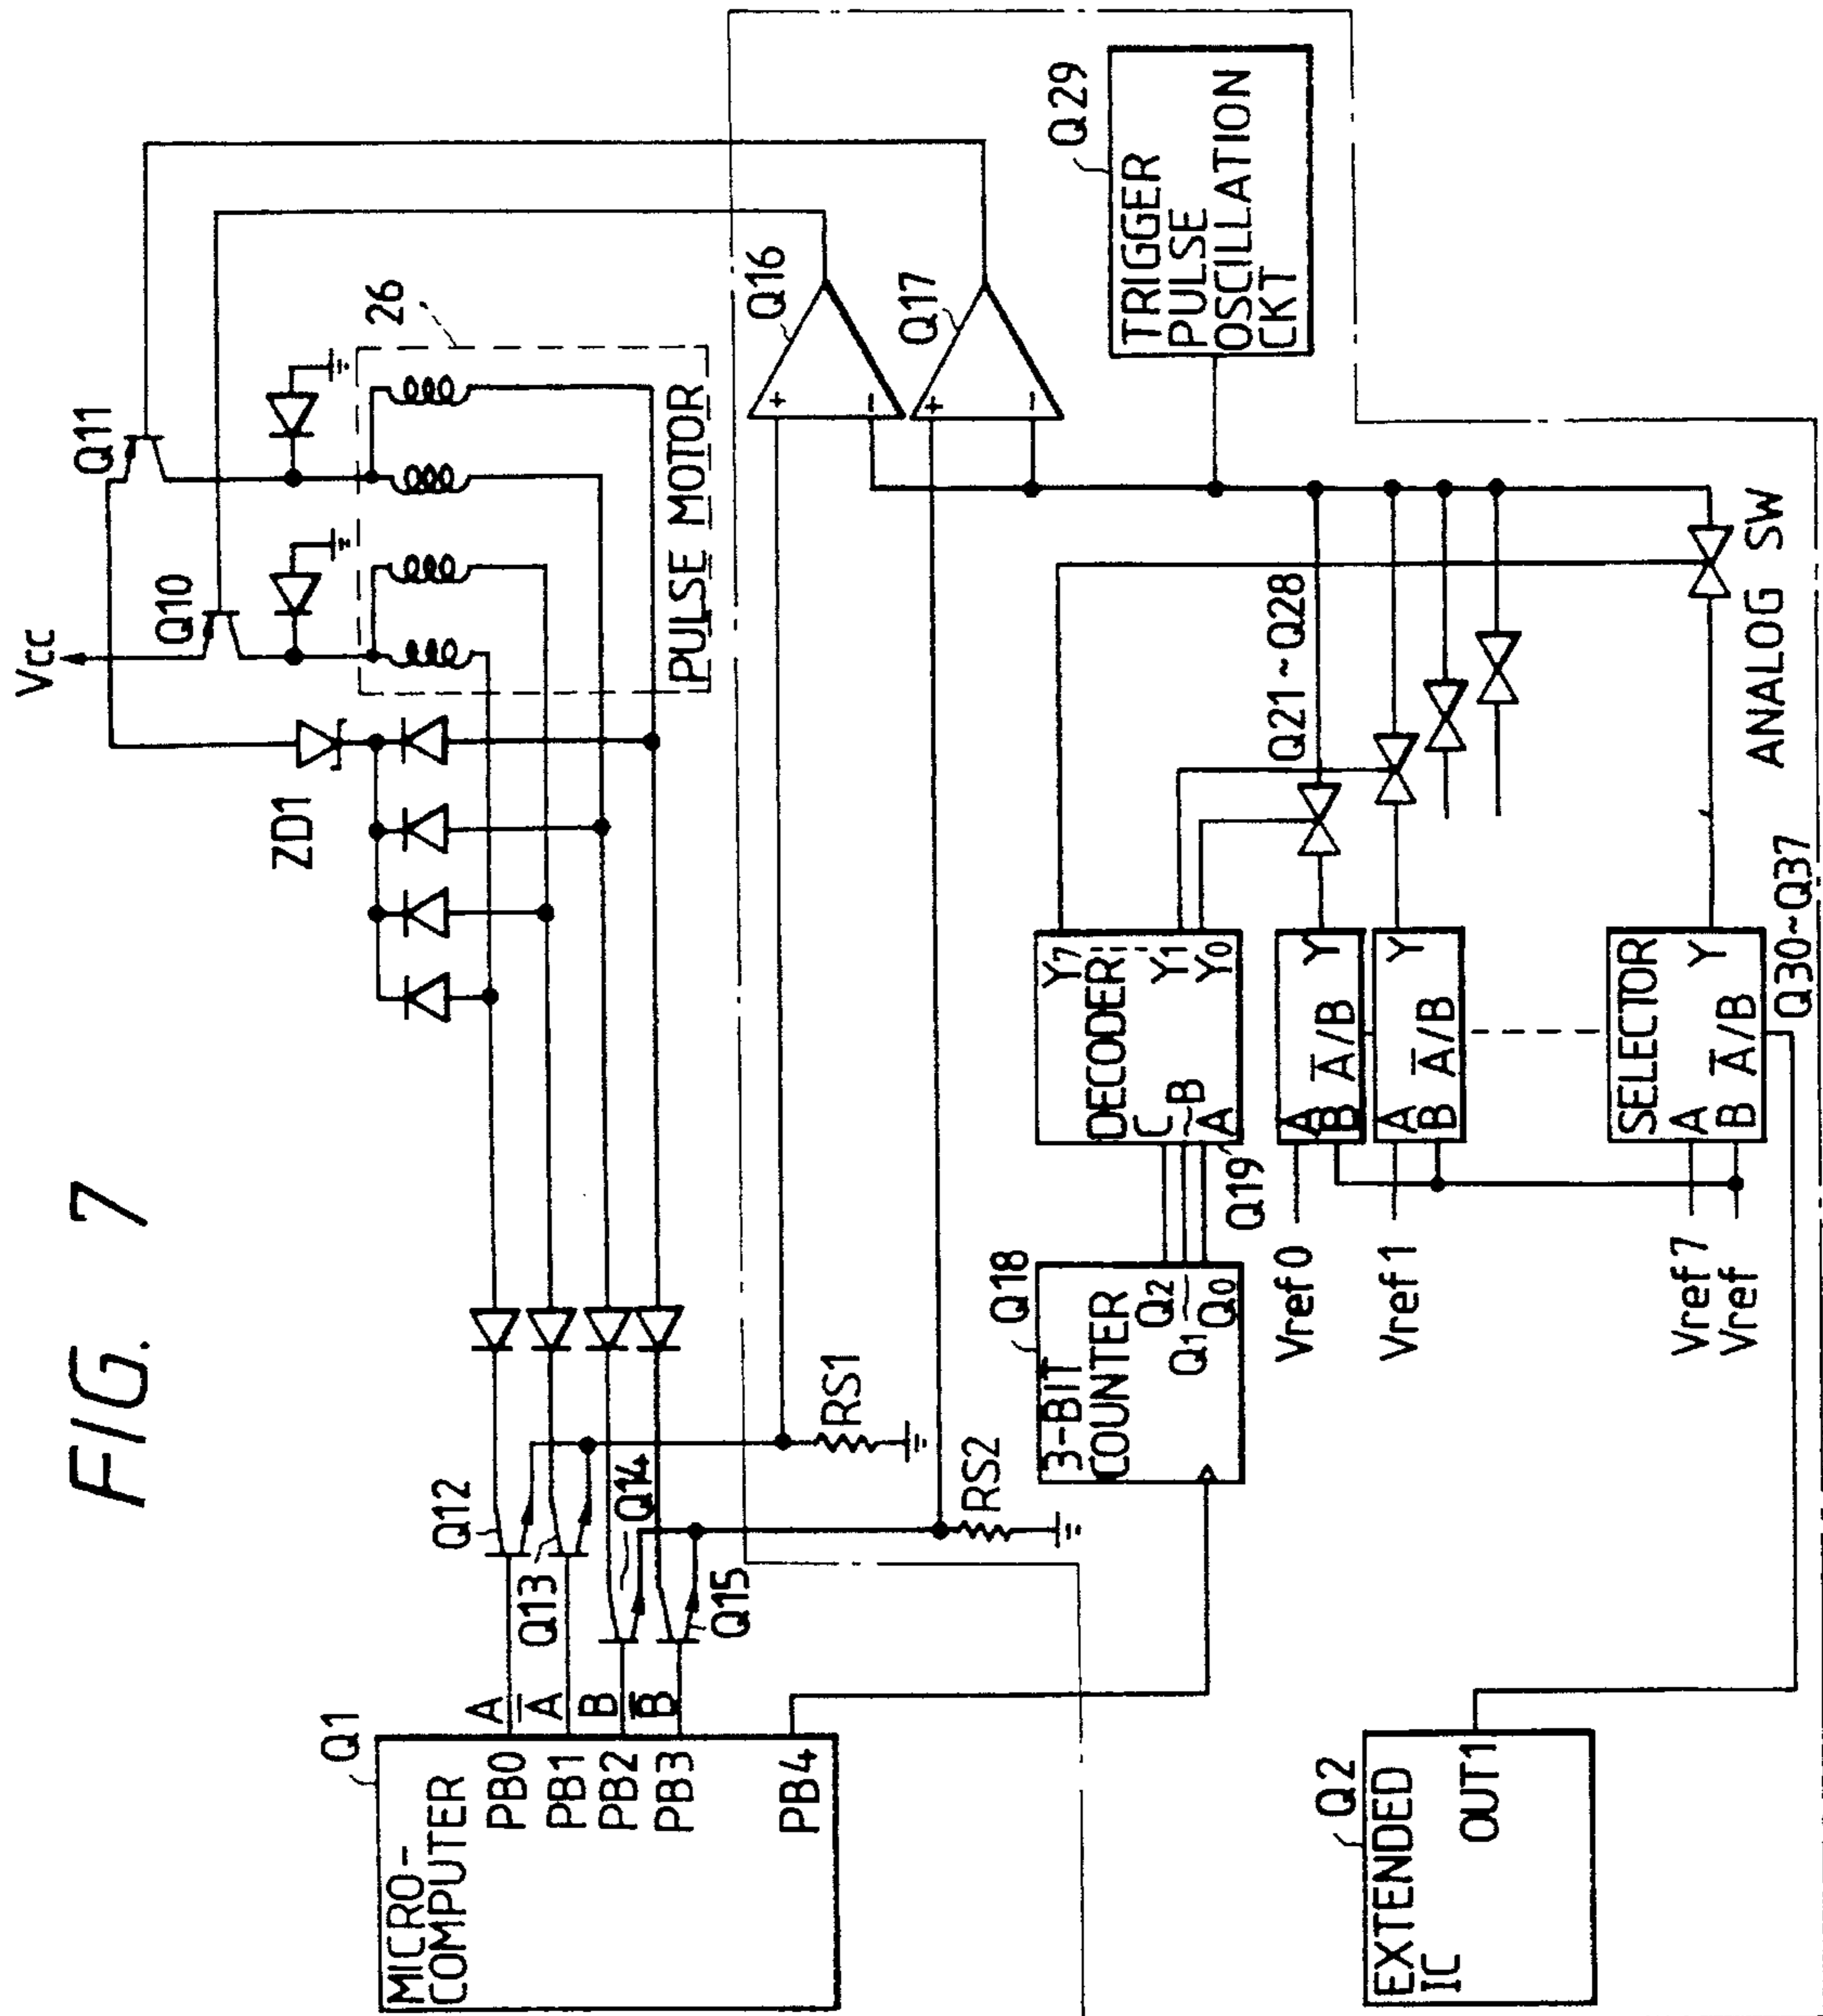 FIG. 7
Vcc
Q11
Q10
26
PULSE MOTOR
ZD1
Q1
MICRO-
COMPUTER
PB0
PB1
PB2
PB3
PB4
A
A̅
B
B̅
Q12
Q13
Q14
Q15
RS1
RS2
Q16
+
−
Q17
+
−
Q29
TRIGGER
PULSE
OSCILLATION
CKT
Q18
3-BIT
COUNTER
Q2
Q1
Q0
Q19
DECODER
C
B
A
Y7
Y1
Y0
Q21~Q28
Vref0
A
B
A̅/B
Y
Vref1
A
B
A̅/B
Y
Vref7
Vref
SELECTOR
A
B
A̅/B
Y
Q30~Q37
ANALOG SW
Q2
EXTENDED
IC
OUT1